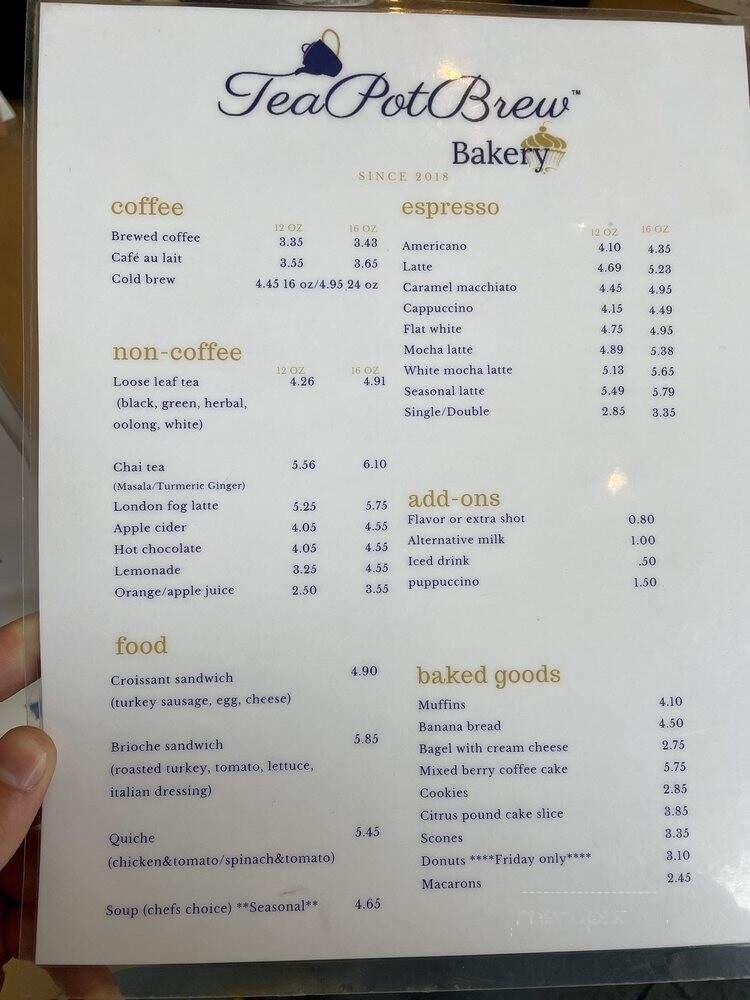 TeaPotBrew™
Bakery
SINCE 2018
coffee
12 OZ 16 OZ
Brewed coffee 3.35 3.43
Café au lait 3.55 3.65
Cold brew 4.45 16 oz/4.95 24 oz
non-coffee
12 OZ 16 OZ
Loose leaf tea 4.26 4.91
(black, green, herbal,
oolong, white)
Chai tea 5.56 6.10
(Masala/Turmeric Ginger)
London fog latte 5.25 5.75
Apple cider 4.05 4.55
Hot chocolate 4.05 4.55
Lemonade 3.25 4.55
Orange/apple juice 2.50 3.55
food
Croissant sandwich 4.90
(turkey sausage, egg, cheese)
Brioche sandwich 5.85
(roasted turkey, tomato, lettuce,
italian dressing)
Quiche 5.45
(chicken&tomato/spinach&tomato)
Soup (chefs choice) **Seasonal** 4.65
espresso
12 OZ 16 OZ
Americano 4.10 4.35
Latte 4.69 5.23
Caramel macchiato 4.45 4.95
Cappuccino 4.15 4.49
Flat white 4.75 4.95
Mocha latte 4.89 5.38
White mocha latte 5.13 5.65
Seasonal latte 5.49 5.79
Single/Double 2.85 3.35
add-ons
Flavor or extra shot 0.80
Alternative milk 1.00
Iced drink .50
puppuccino 1.50
baked goods
Muffins 4.10
Banana bread 4.50
Bagel with cream cheese 2.75
Mixed berry coffee cake 5.75
Cookies 2.85
Citrus pound cake slice 3.85
Scones 3.35
Donuts ****Friday only**** 3.10
Macarons 2.45